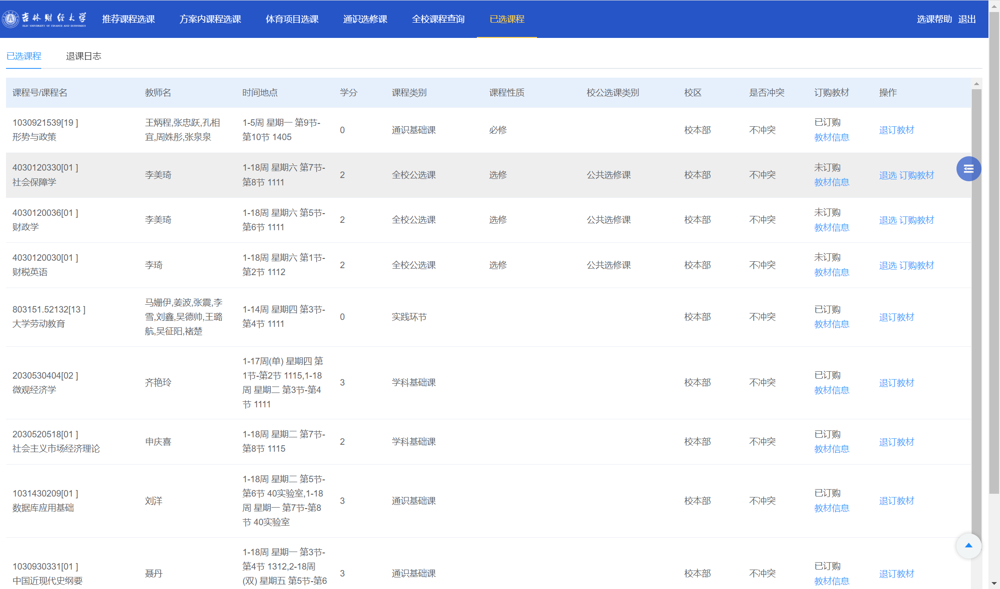 吉林财经大学
JILIN UNIVERSITY OF FINANCE AND ECONOMICS
推荐课程选课 方案内课程选课 体育项目选课 通识选修课 全校课程查询 已选课程 选课帮助 退出
已选课程 退课日志
课程号/课程名 教师名 时间地点 学分 课程类别 课程性质 校公选课类别 校区 是否冲突 订购教材 操作
1030921539[19 ]
形势与政策
王炳程,张忠跃,孔相
宜,周姝彤,张泉泉
1-5周 星期一 第9节-
第10节 1405
0
通识基础课
必修
校本部
不冲突
已订购
教材信息
退订教材
4030120330[01 ]
社会保障学
李美琦
1-18周 星期六 第7节-
第8节 1111
2
全校公选课
选修
公共选修课
校本部
不冲突
未订购
教材信息
退选 订购教材
4030120036[01 ]
财政学
李美琦
1-18周 星期六 第5节-
第6节 1111
2
全校公选课
选修
公共选修课
校本部
不冲突
未订购
教材信息
退选 订购教材
4030120030[01 ]
财税英语
李琦
1-18周 星期六 第1节-
第2节 1112
2
全校公选课
选修
公共选修课
校本部
不冲突
未订购
教材信息
退选 订购教材
803151.52132[13 ]
大学劳动教育
马姗伊,姜波,张震,李
雪,刘鑫,吴德帅,王璐
航,吴征阳,褚楚
1-14周 星期四 第3节-
第4节 1111
0
实践环节
校本部
不冲突
已订购
教材信息
退订教材
2030530404[02 ]
微观经济学
齐艳玲
1-17周(单) 星期四 第
1节-第2节 1115,1-18
周 星期二 第3节-第4
节 1111
3
学科基础课
校本部
不冲突
已订购
教材信息
退订教材
2030520518[01 ]
社会主义市场经济理论
申庆喜
1-18周 星期二 第7节-
第8节 1115
2
学科基础课
校本部
不冲突
已订购
教材信息
退订教材
1031430209[01 ]
数据库应用基础
刘洋
1-18周 星期二 第5节-
第6节 40实验室,1-18
周 星期一 第7节-第8
节 40实验室
3
通识基础课
校本部
不冲突
已订购
教材信息
退订教材
1030930331[01 ]
中国近现代史纲要
聂丹
1-18周 星期一 第3节-
第4节 1312,2-18周
(双) 星期五 第5节-第6
3
通识基础课
校本部
不冲突
已订购
教材信息
退订教材